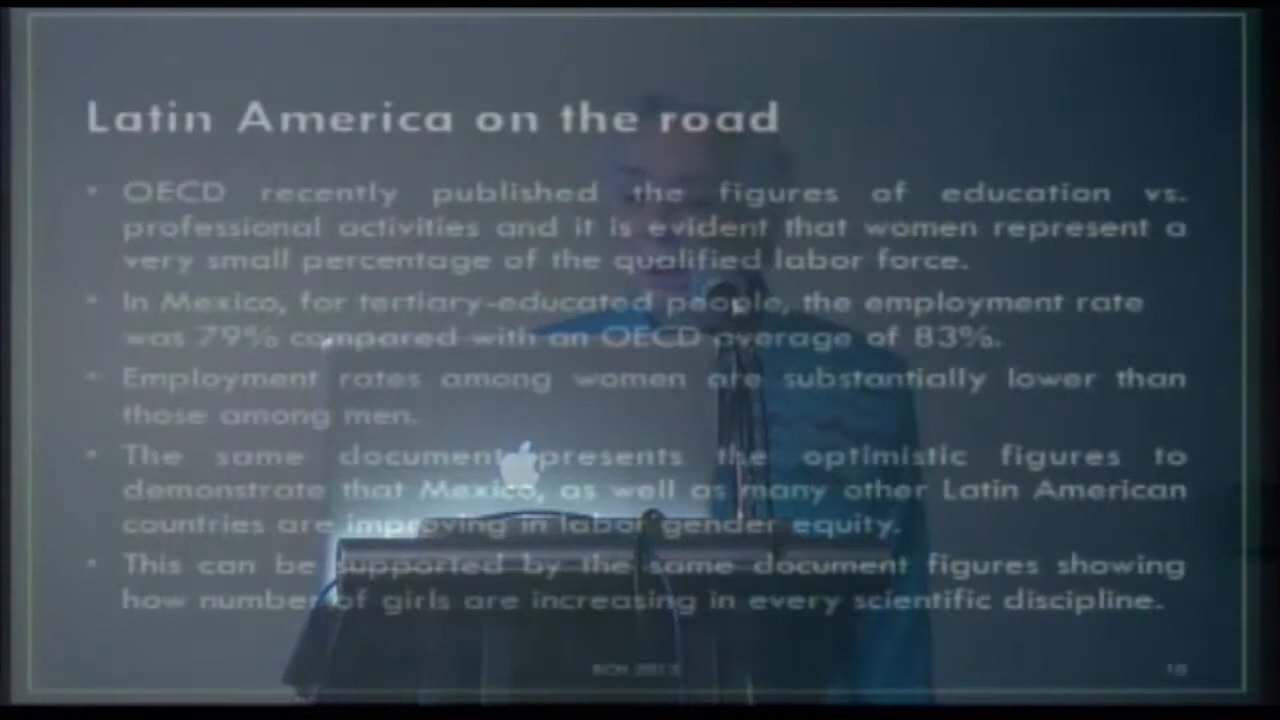 Latin America on the road
• OECD recently published the figures of education vs.
professional activities and it is evident that women represent a
very small percentage of the qualified labor force.
• In Mexico, for tertiary-educated people, the employment rate
was 79% compared with an OECD average of 83%.
• Employment rates among women are substantially lower than
those among men.
• The same document presents the optimistic figures to
demonstrate that Mexico, as well as many other Latin American
countries are improving in labor gender equity.
• This can be supported by the same document figures showing
how number of girls are increasing in every scientific discipline.